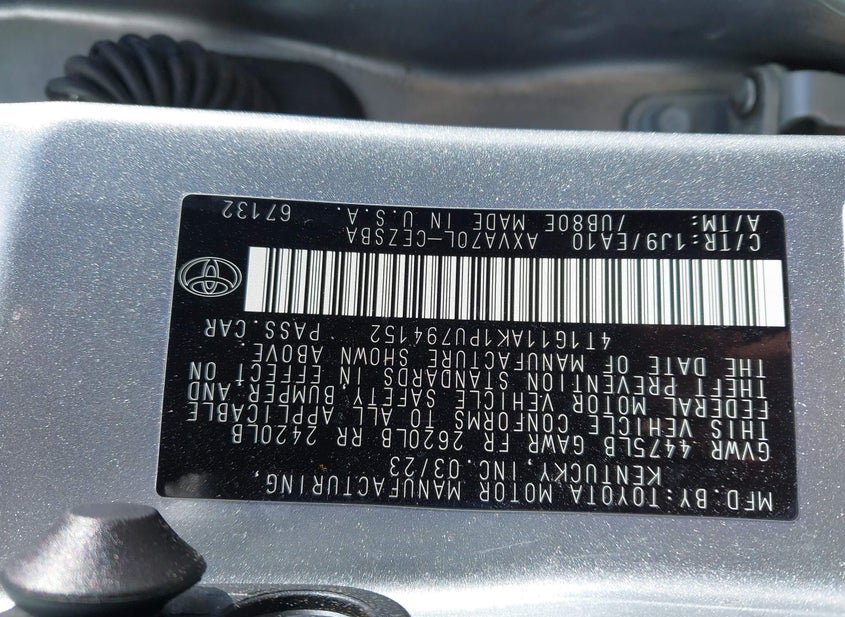 MFD. BY: TOYOTA MOTOR MANUFACTURING,
KENTUCKY, INC. 03/23
GVWR 4475LB GAWR FR 2620LB RR 2420LB
THIS VEHICLE CONFORMS TO ALL APPLICABLE
FEDERAL MOTOR VEHICLE SAFETY, BUMPER, AND
THEFT PREVENTION STANDARDS IN EFFECT ON
THE DATE OF MANUFACTURE SHOWN ABOVE.
4T1G11AK1PU794152 PASS. CAR
C/TR: 1J9/EA10 AXVA70L-CEZSBA
A/TM: /UB80E MADE IN U.S.A. 67132